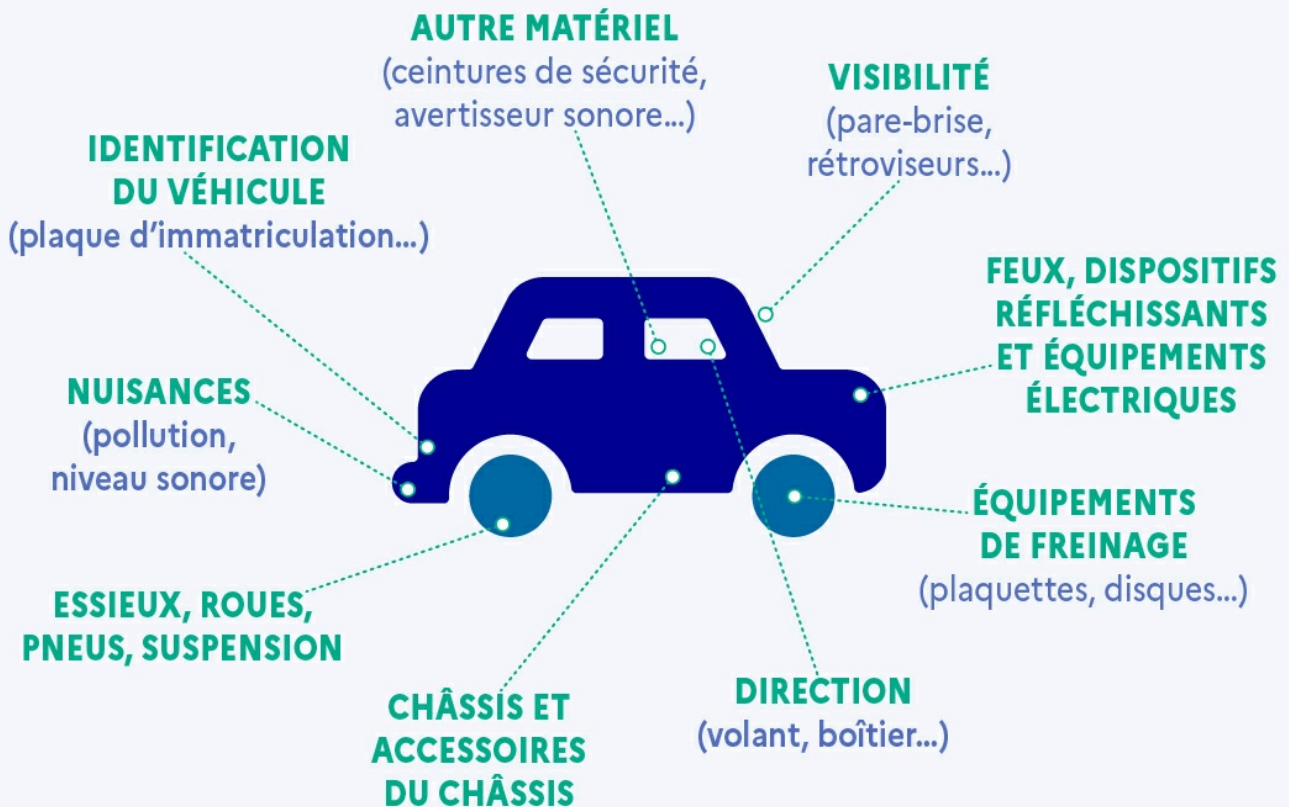 AUTRE MATÉRIEL
(ceintures de sécurité,
avertisseur sonore...)
VISIBILITÉ
(pare-brise,
rétroviseurs...)
IDENTIFICATION
DU VÉHICULE
(plaque d'immatriculation...)
FEUX, DISPOSITIFS
RÉFLÉCHISSANTS
ET ÉQUIPEMENTS
ÉLECTRIQUES
NUISANCES
(pollution,
niveau sonore)
ÉQUIPEMENTS
DE FREINAGE
(plaquettes, disques...)
ESSIEUX, ROUES,
PNEUS, SUSPENSION
DIRECTION
(volant, boîtier...)
CHÂSSIS ET
ACCESSOIRES
DU CHÂSSIS